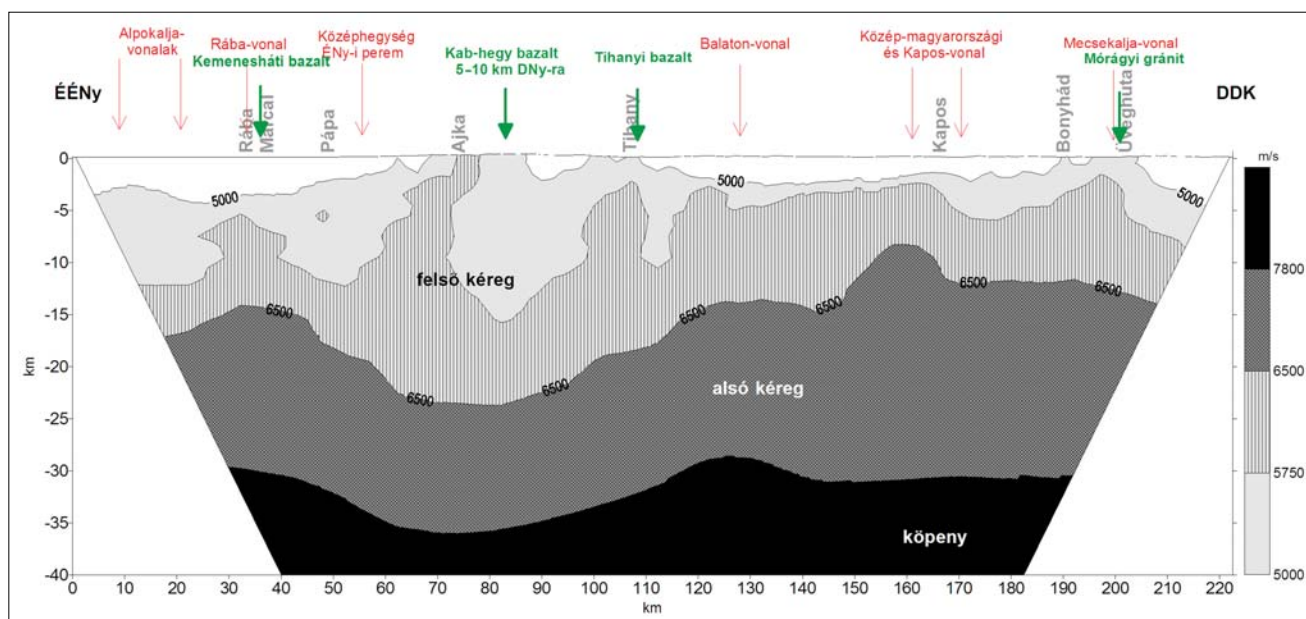 Alpokalja-
vonalak
Rába-vonal
Kemenesháti bazalt
Középhegység
ÉNy-i perem
Kab-hegy bazalt
5–10 km DNy-ra
Tihanyi bazalt
Balaton-vonal
Közép-magyarországi
és Kapos-vonal
Mecsekalja-vonal
Mórágyi gránit
ÉÉNy
Rába
Marcal
Pápa
Ajka
Tihany
Kapos
Bonyhád
Üveghuta
DDK
m/s
7800
6500
5750
5000
0
-5
-10
-15
-20
-25
-30
-35
-40
km
5000
5000
5000
6500
6500
6500
6500
6500
6500
6500
6500
felső kéreg
alsó kéreg
köpeny
0 10 20 30 40 50 60 70 80 90 100 110 120 130 140 150 160 170 180 190 200 210 220
km